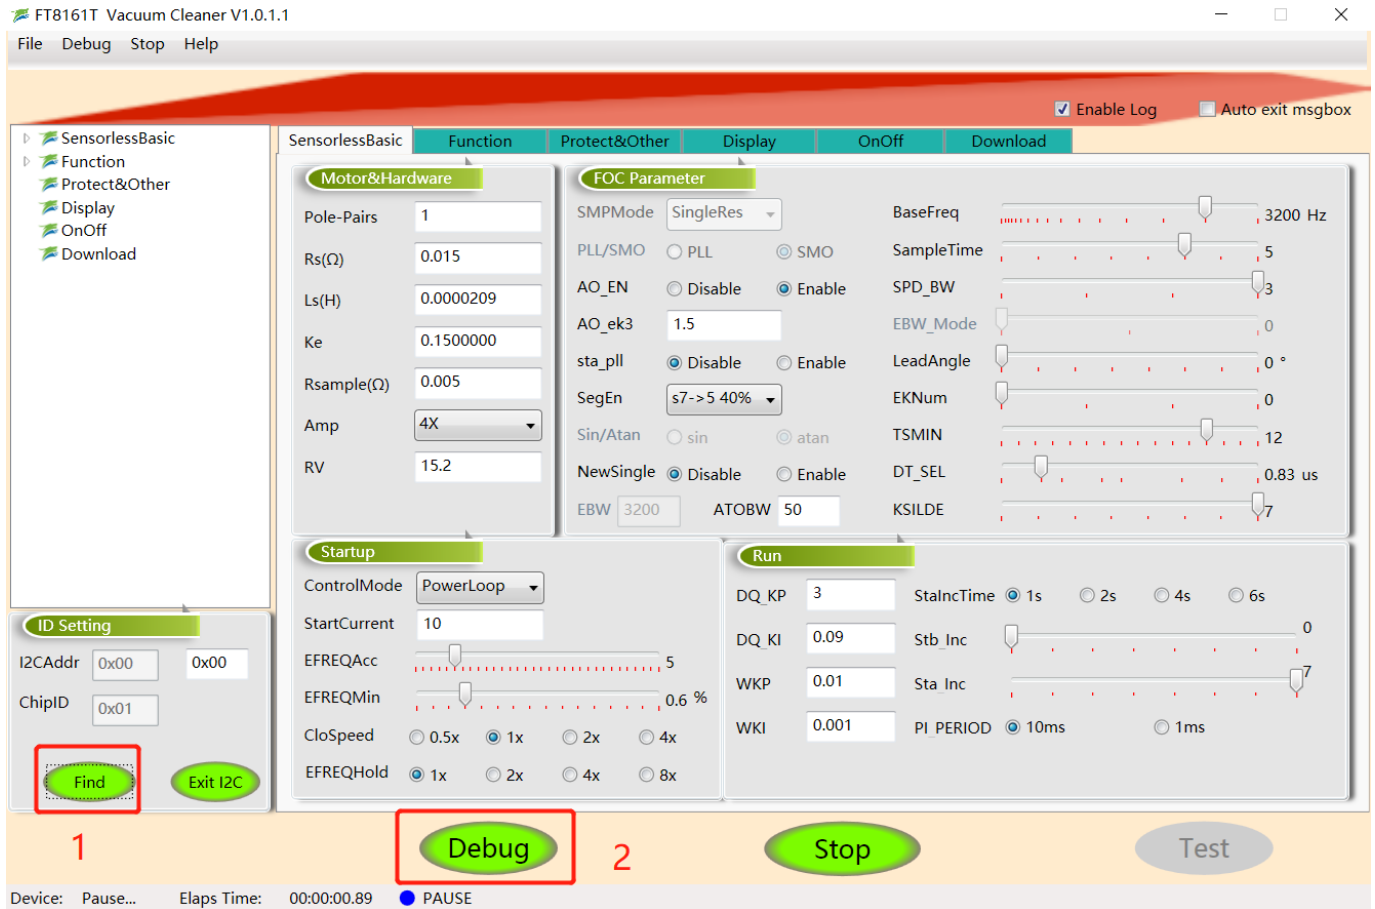 FT8161T Vacuum Cleaner V1.0.1.1
File Debug Stop Help
Enable Log Auto exit msgbox
SensorlessBasic
Function
Protect&Other
Display
OnOff
Download
SensorlessBasic Function Protect&Other Display OnOff Download
Motor&Hardware
Pole-Pairs 1
Rs(Ω) 0.015
Ls(H) 0.0000209
Ke 0.1500000
Rsample(Ω) 0.005
Amp 4X
RV 15.2
FOC Parameter
SMPMode SingleRes
PLL/SMO PLL SMO
AO_EN Disable Enable
AO_ek3 1.5
sta_pll Disable Enable
SegEn s7->5 40%
Sin/Atan sin atan
NewSingle Disable Enable
EBW 3200 ATOBW 50
BaseFreq 3200 Hz
SampleTime 5
SPD_BW 3
EBW_Mode 0
LeadAngle 0 °
EKNum 0
TSMIN 12
DT_SEL 0.83 us
KSILDE 7
Startup
ControlMode PowerLoop
StartCurrent 10
EFREQAcc 5
EFREQMin 0.6 %
CloSpeed 0.5x 1x 2x 4x
EFREQHold 1x 2x 4x 8x
Run
DQ_KP 3
DQ_KI 0.09
WKP 0.01
WKI 0.001
StaIncTime 1s 2s 4s 6s
Stb_Inc 0
Sta_Inc 7
PI_PERIOD 10ms 1ms
ID Setting
I2CAddr 0x00 0x00
ChipID 0x01
Find Exit I2C
1
Debug 2 Stop Test
Device: Pause... Elaps Time: 00:00:00.89 PAUSE